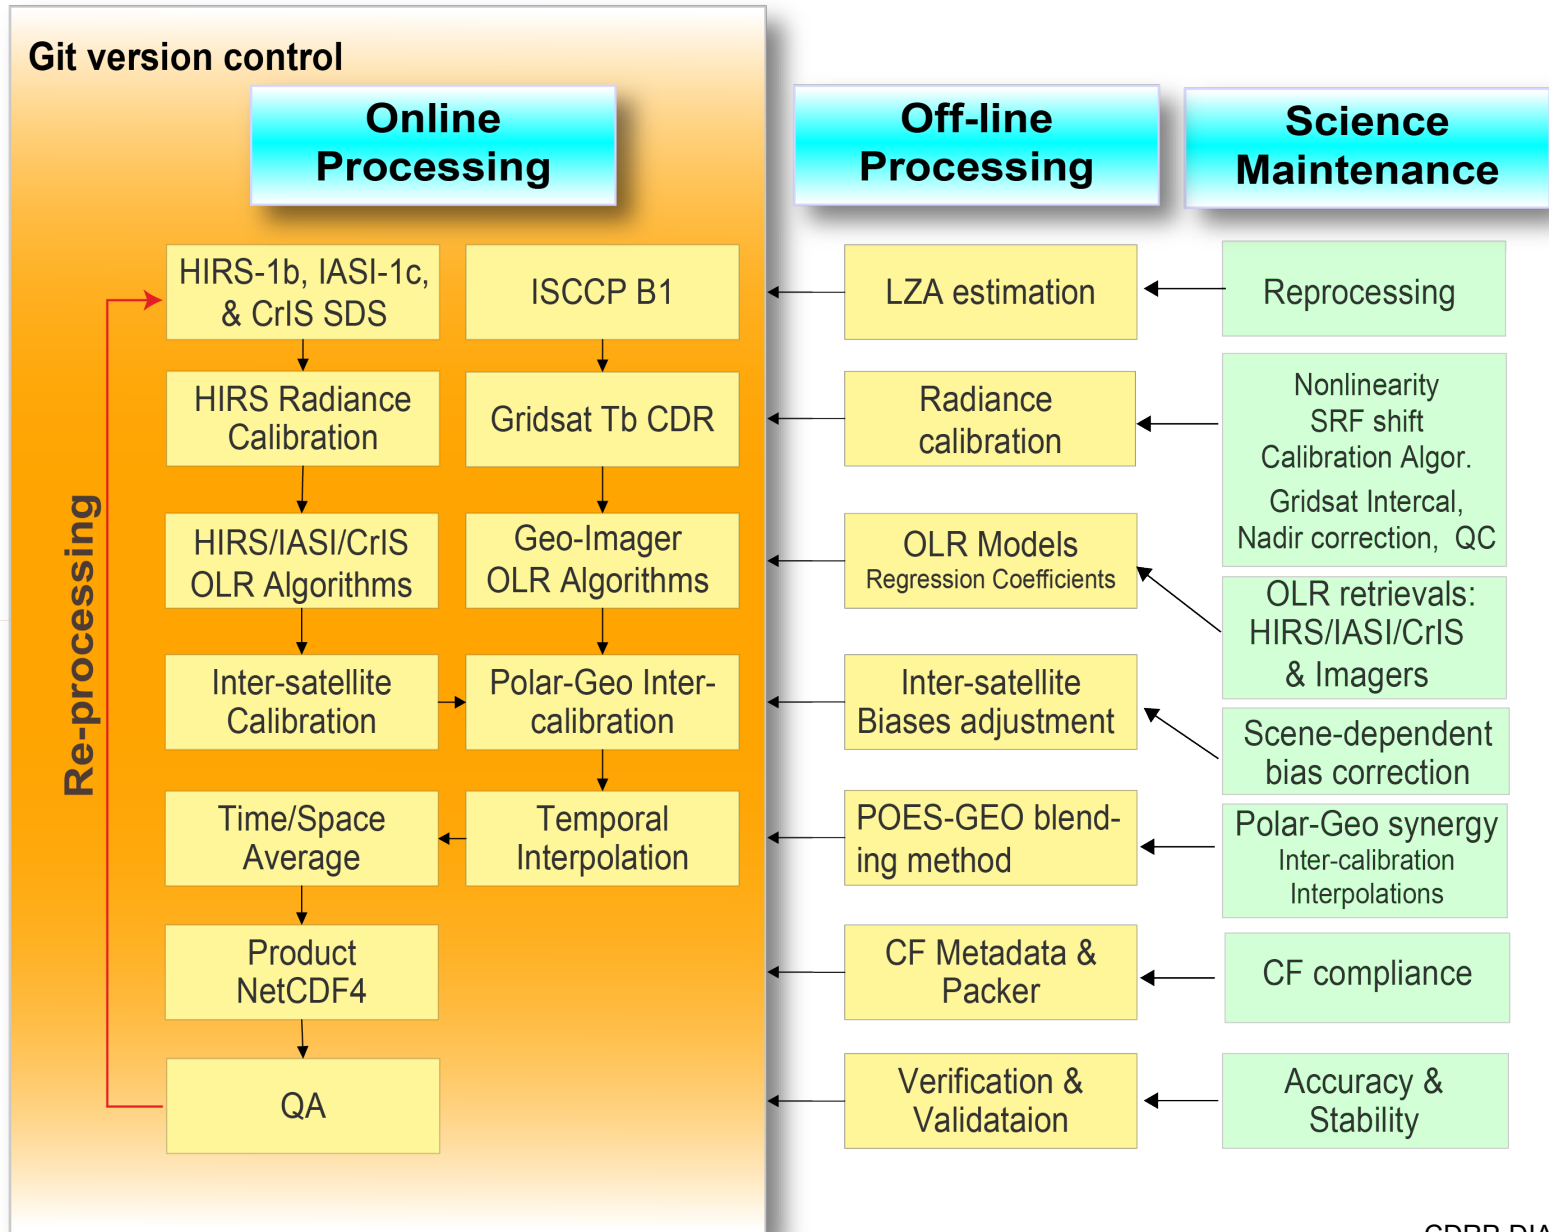 Git version control
Online
Processing
Off-line
Processing
Science
Maintenance
HIRS-1b, IASI-1c,
& CrIS SDS
ISCCP B1
LZA estimation
Reprocessing
HIRS Radiance
Calibration
Gridsat Tb CDR
Radiance
calibration
Nonlinearity
SRF shift
Calibration Algor.
Gridsat Intercal,
Nadir correction, QC
HIRS/IASI/CrIS
OLR Algorithms
Geo-Imager
OLR Algorithms
OLR Models
Regression Coefficients
OLR retrievals:
HIRS/IASI/CrIS
& Imagers
Re-processing
Inter-satellite
Calibration
Polar-Geo Inter-
calibration
Inter-satellite
Biases adjustment
Scene-dependent
bias correction
Time/Space
Average
Temporal
Interpolation
POES-GEO blend-
ing method
Polar-Geo synergy
Inter-calibration
Interpolations
Product
NetCDF4
CF Metadata &
Packer
CF compliance
QA
Verification &
Validataion
Accuracy &
Stability